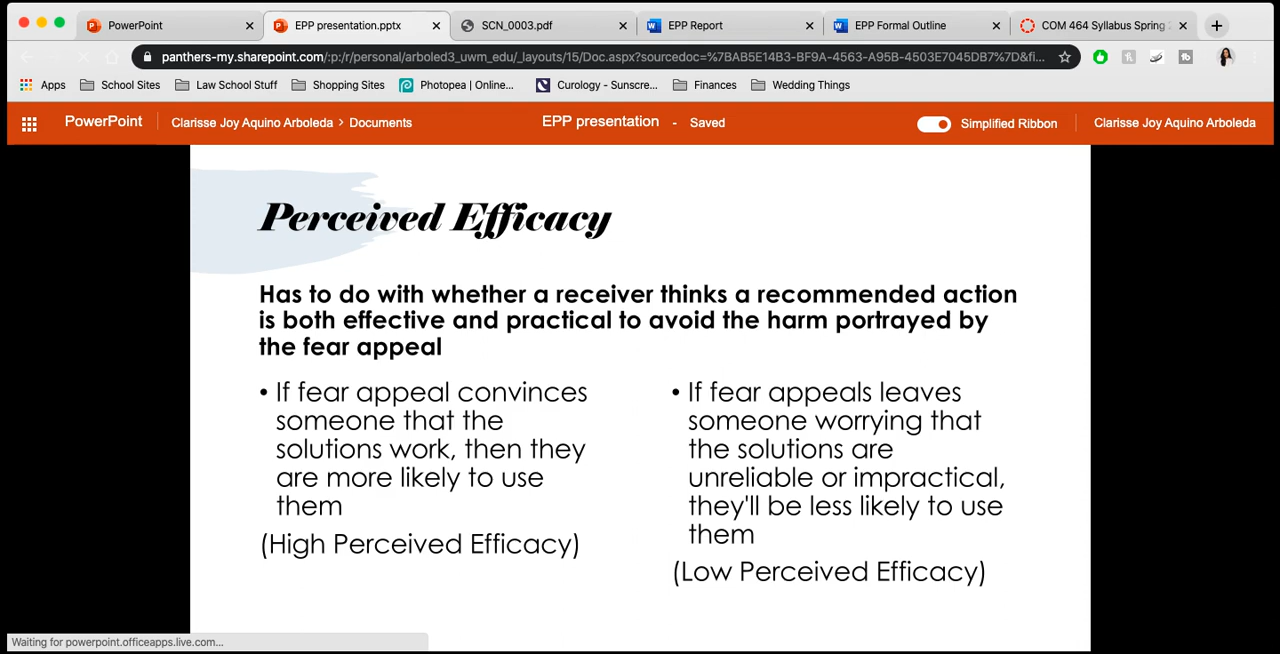 PowerPoint
EPP presentation.pptx
SCN_0003.pdf
EPP Report
EPP Formal Outline
COM 464 Syllabus Spring
panthers-my.sharepoint.com/:p:/r/personal/arboled3_uwm_edu/_layouts/15/Doc.aspx?sourcedoc=%7BAB5E14B3-BF9A-4563-A95B-4503E7045DB7%7D&fi...
Apps
School Sites
Law School Stuff
Shopping Sites
Photopea | Online...
Curology - Sunscre...
Finances
Wedding Things
PowerPoint
Clarisse Joy Aquino Arboleda > Documents
EPP presentation - Saved
Simplified Ribbon
Clarisse Joy Aquino Arboleda
Perceived Efficacy
Has to do with whether a receiver thinks a recommended action
is both effective and practical to avoid the harm portrayed by
the fear appeal
• If fear appeal convinces
someone that the
solutions work, then they
are more likely to use
them
(High Perceived Efficacy)
• If fear appeals leaves
someone worrying that
the solutions are
unreliable or impractical,
they'll be less likely to use
them
(Low Perceived Efficacy)
Waiting for powerpoint.officeapps.live.com...